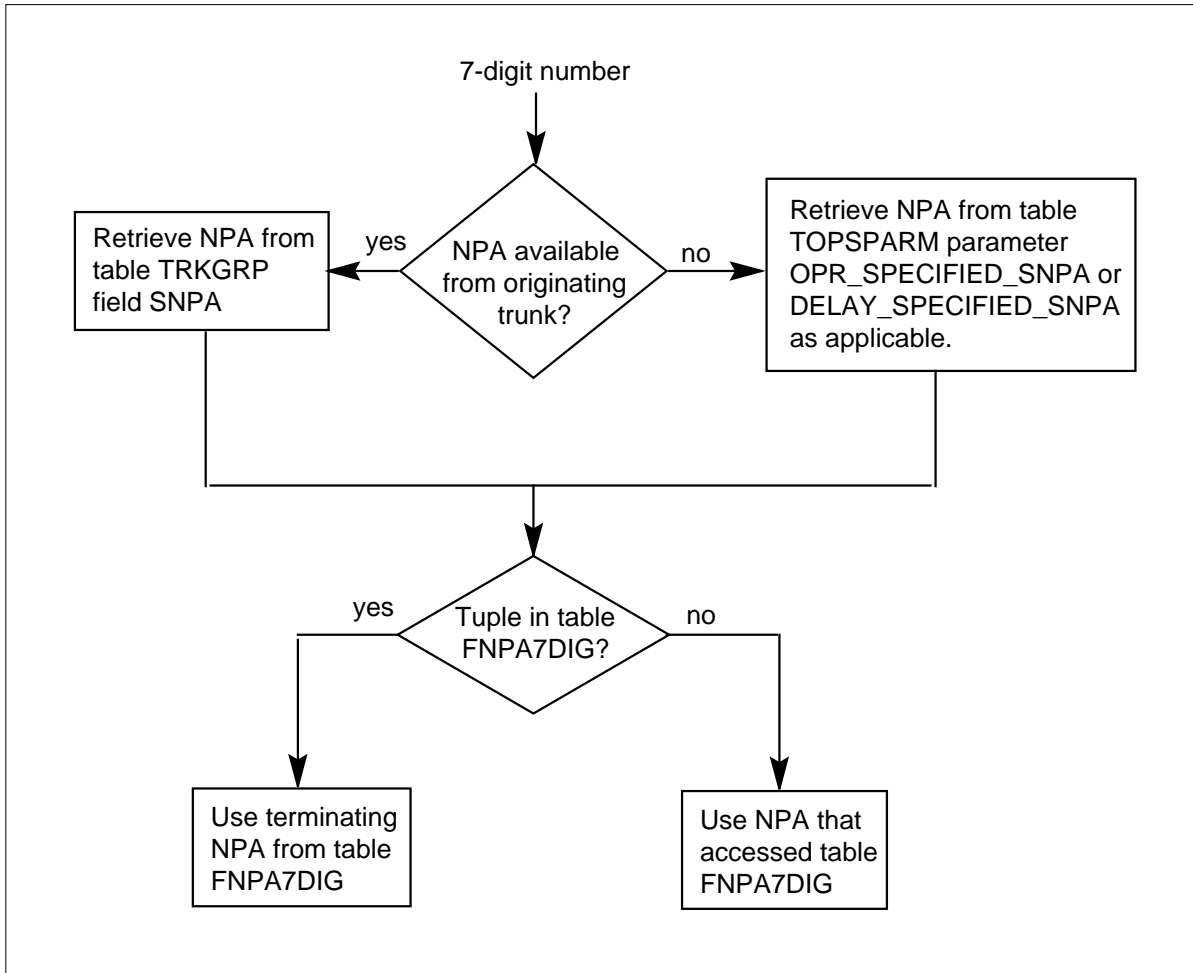 7-digit number
Retrieve NPA from
table TRKGRP
field SNPA
yes
NPA available
from originating
trunk?
no
Retrieve NPA from table
TOPSPARM parameter
OPR_SPECIFIED_SNPA or
DELAY_SPECIFIED_SNPA
as applicable.
yes
Tuple in table
FNPA7DIG?
no
Use terminating
NPA from table
FNPA7DIG
Use NPA that
accessed table
FNPA7DIG